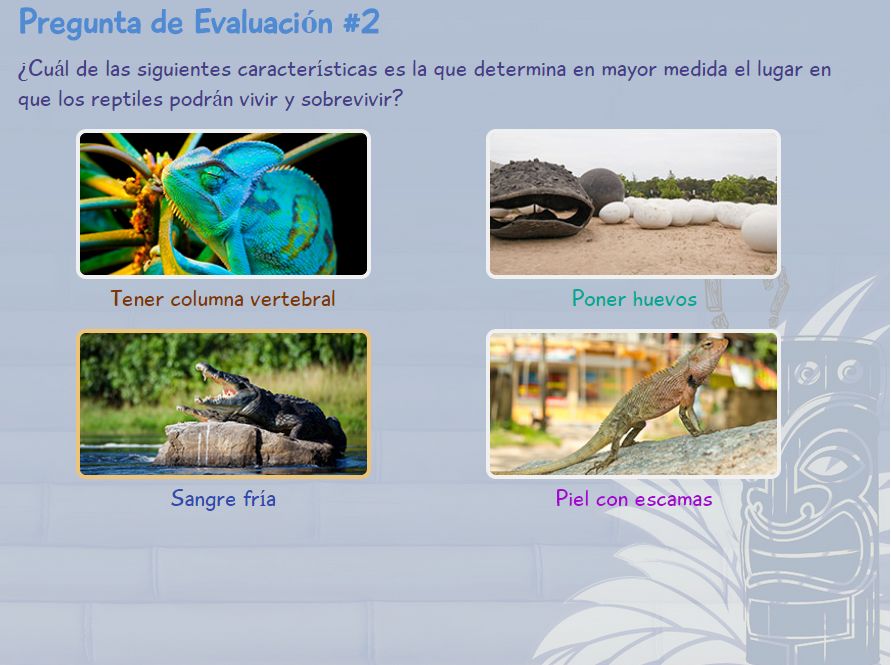 Pregunta de Evaluación #2
¿Cuál de las siguientes características es la que determina en mayor medida el lugar en
que los reptiles podrán vivir y sobrevivir?
Tener columna vertebral
Poner huevos
Sangre fría
Piel con escamas